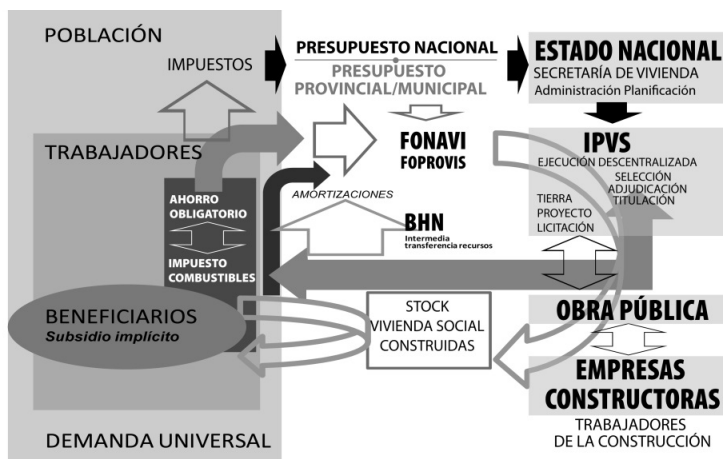 POBLACIÓN
IMPUESTOS
PRESUPUESTO NACIONAL
PRESUPUESTO
PROVINCIAL/MUNICIPAL
ESTADO NACIONAL
SECRETARÍA DE VIVIENDA
Administración Planificación
TRABAJADORES
FONAVI
FOPROVIS
IPVS
EJECUCIÓN DESCENTRALIZADA
SELECCIÓN
ADJUDICACIÓN
TITULACIÓN
TIERRA
PROYECTO
LICITACIÓN
AHORRO
OBLIGATORIO
AMORTIZACIONES
BHN
Intermedia
transferencia recursos
IMPUESTO
COMBUSTIBLES
BENEFICIARIOS
Subsidio implícito
STOCK
VIVIENDA SOCIAL
CONSTRUIDAS
OBRA PÚBLICA
EMPRESAS
CONSTRUCTORAS
TRABAJADORES
DE LA CONSTRUCCIÓN
DEMANDA UNIVERSAL